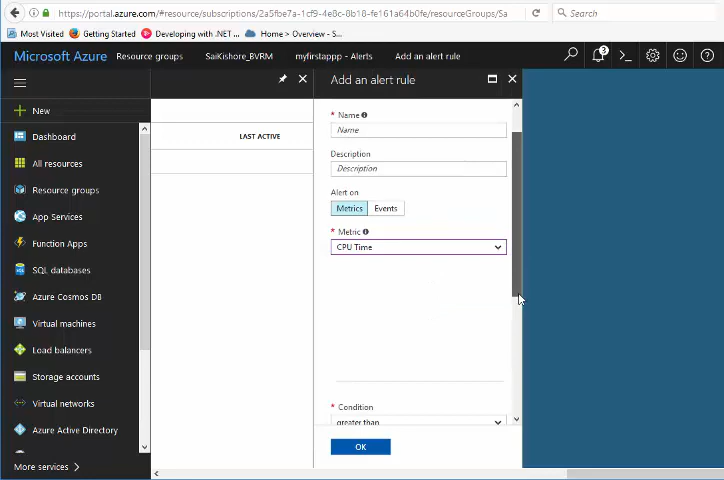 https://portal.azure.com/#resource/subscriptions/2a5fbe7a-1cf9-4e8c-8b18-fe161a64b0fe/resourceGroups/Sa
Search
Most Visited Getting Started Developing with .NET ... Home > Overview - S...
Microsoft Azure Resource groups SaiKishore_BVRM myfirstappp - Alerts Add an alert rule
3
Add an alert rule
New
Dashboard
All resources
Resource groups
App Services
Function Apps
SQL databases
Azure Cosmos DB
Virtual machines
Load balancers
Storage accounts
Virtual networks
Azure Active Directory
More services
LAST ACTIVE
* Name
Name
Description
Description
Alert on
Metrics Events
* Metric
CPU Time
* Condition
greater than
OK